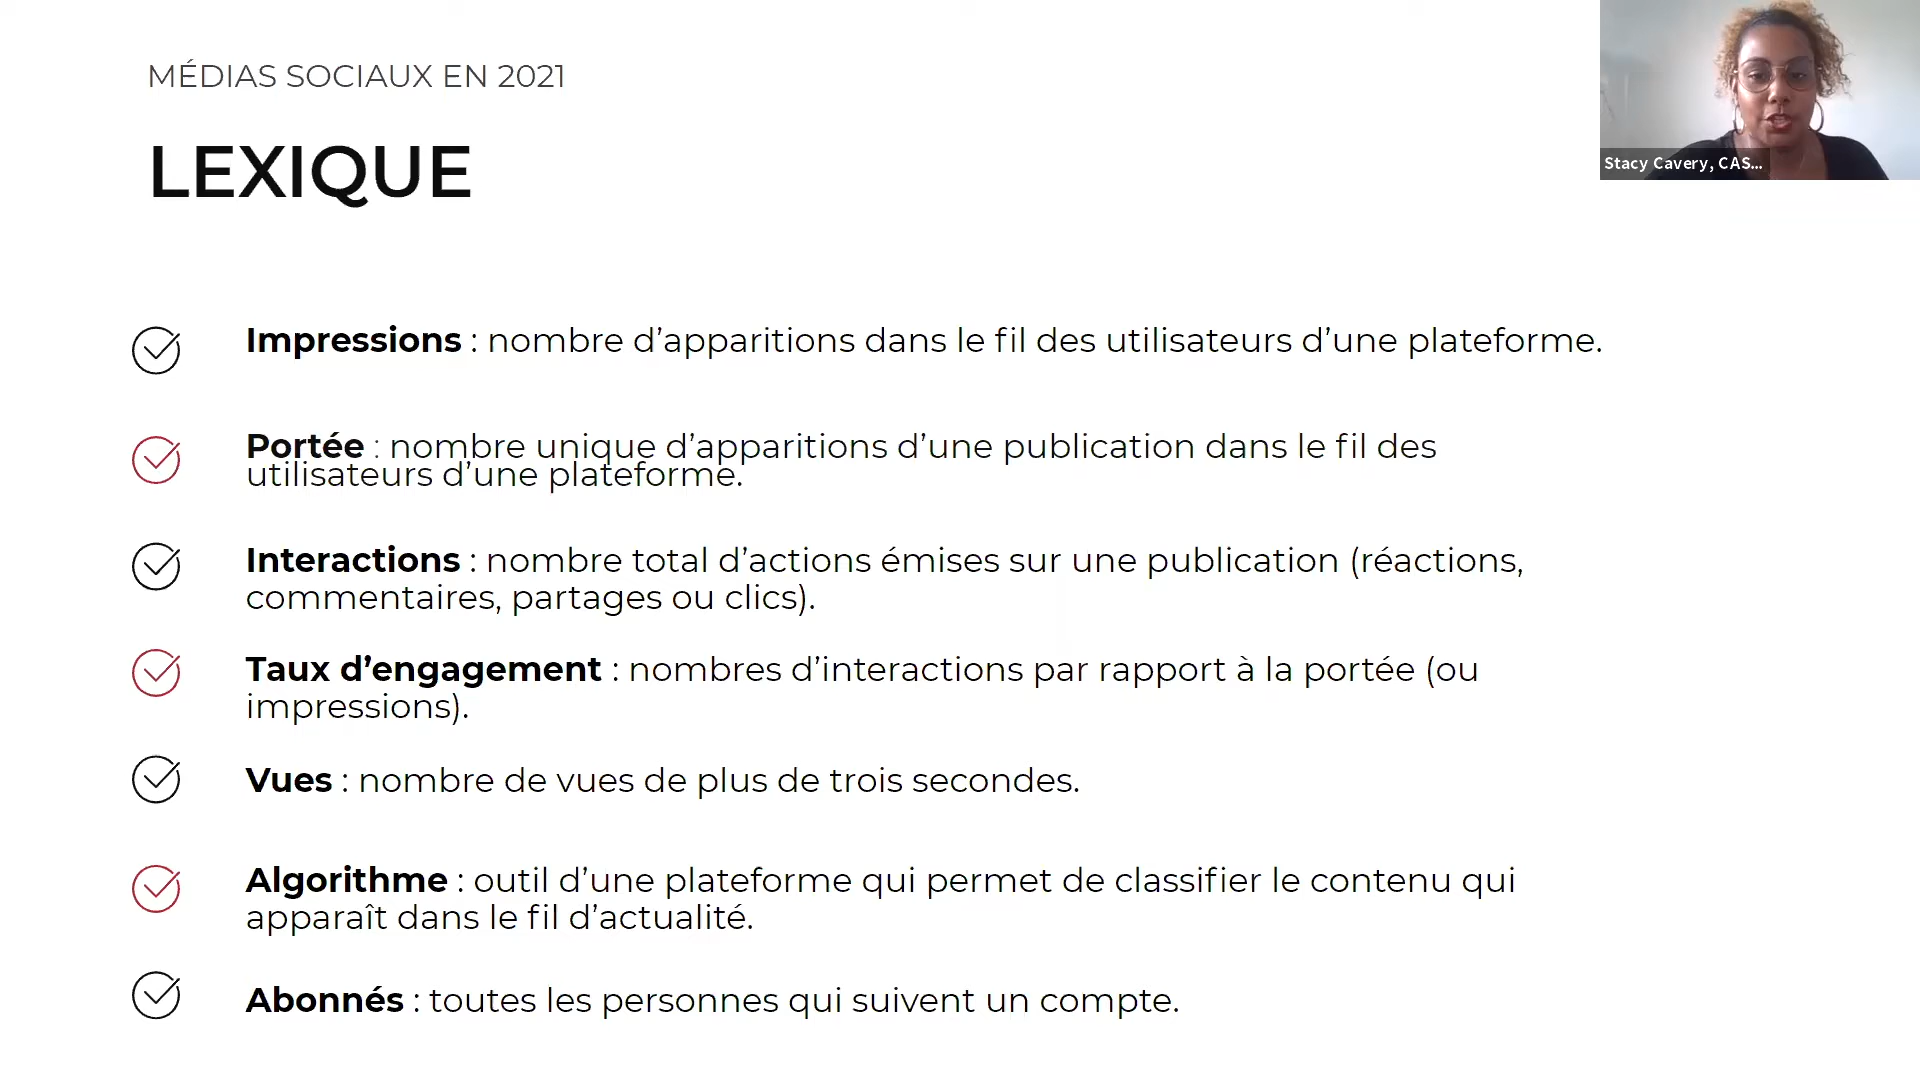 MÉDIAS SOCIAUX EN 2021
LEXIQUE
Stacy Cavery, CAS...
Impressions : nombre d’apparitions dans le fil des utilisateurs d’une plateforme.
Portée : nombre unique d’apparitions d’une publication dans le fil des
utilisateurs d’une plateforme.
Interactions : nombre total d’actions émises sur une publication (réactions,
commentaires, partages ou clics).
Taux d’engagement : nombres d’interactions par rapport à la portée (ou
impressions).
Vues : nombre de vues de plus de trois secondes.
Algorithme : outil d’une plateforme qui permet de classifier le contenu qui
apparaît dans le fil d’actualité.
Abonnés : toutes les personnes qui suivent un compte.